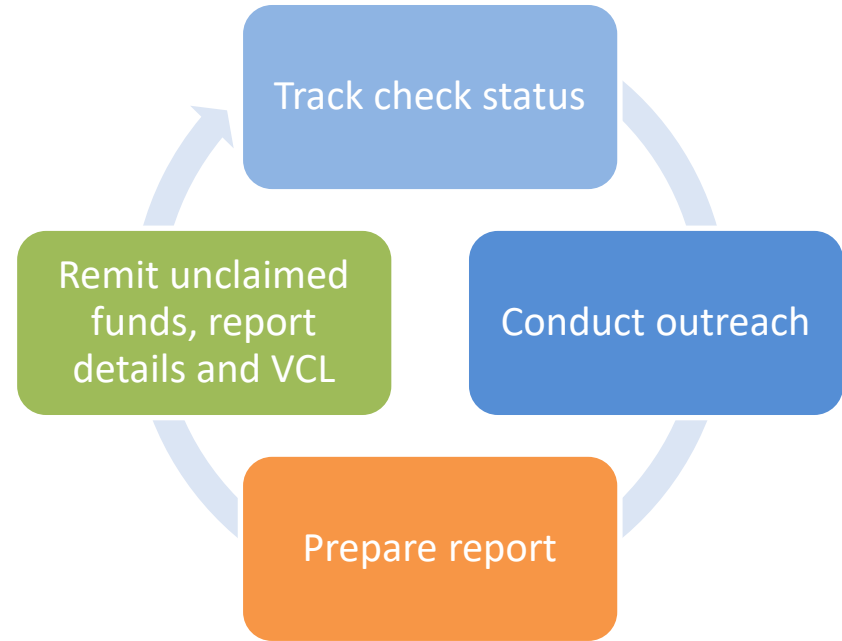 Track check status
Conduct outreach
Prepare report
Remit unclaimed
funds, report
details and VCL